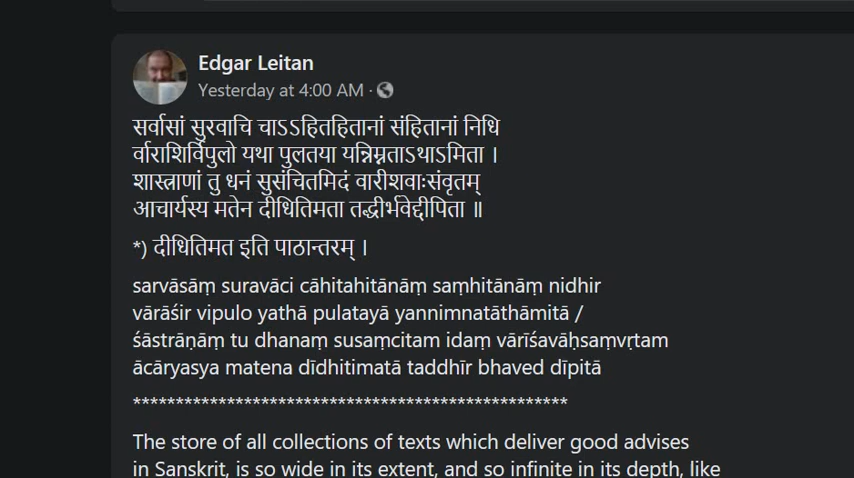 Edgar Leitan
Yesterday at 4:00 AM ·
सर्वासां सुरवाचि चाऽऽहितहितानां संहितानां निधि
र्वाराशिर्विपुलो यथा पुलतया यन्निम्नताऽथाऽमिता ।
शास्त्राणां तु धनं सुसंचितमिदं वारीशवाःसंवृतम्
आचार्यस्य मतेन दीधितिमता तद्धीर्भवेद्दीपिता ॥
*) दीधितिमत इति पाठान्तरम् ।
sarvāsāṃ suravāci cāhitahitānāṃ saṃhitānāṃ nidhir
vārāśir vipulo yathā pulatayā yannimnatāthāmitā /
śāstrāṇāṃ tu dhanaṃ susaṃcitam idaṃ vārīśavāḥsaṃvṛtam
ācāryasya matena dīdhitimatā taddhīr bhaved dīpitā
***************************************************
The store of all collections of texts which deliver good advises
in Sanskrit, is so wide in its extent, and so infinite in its depth, like